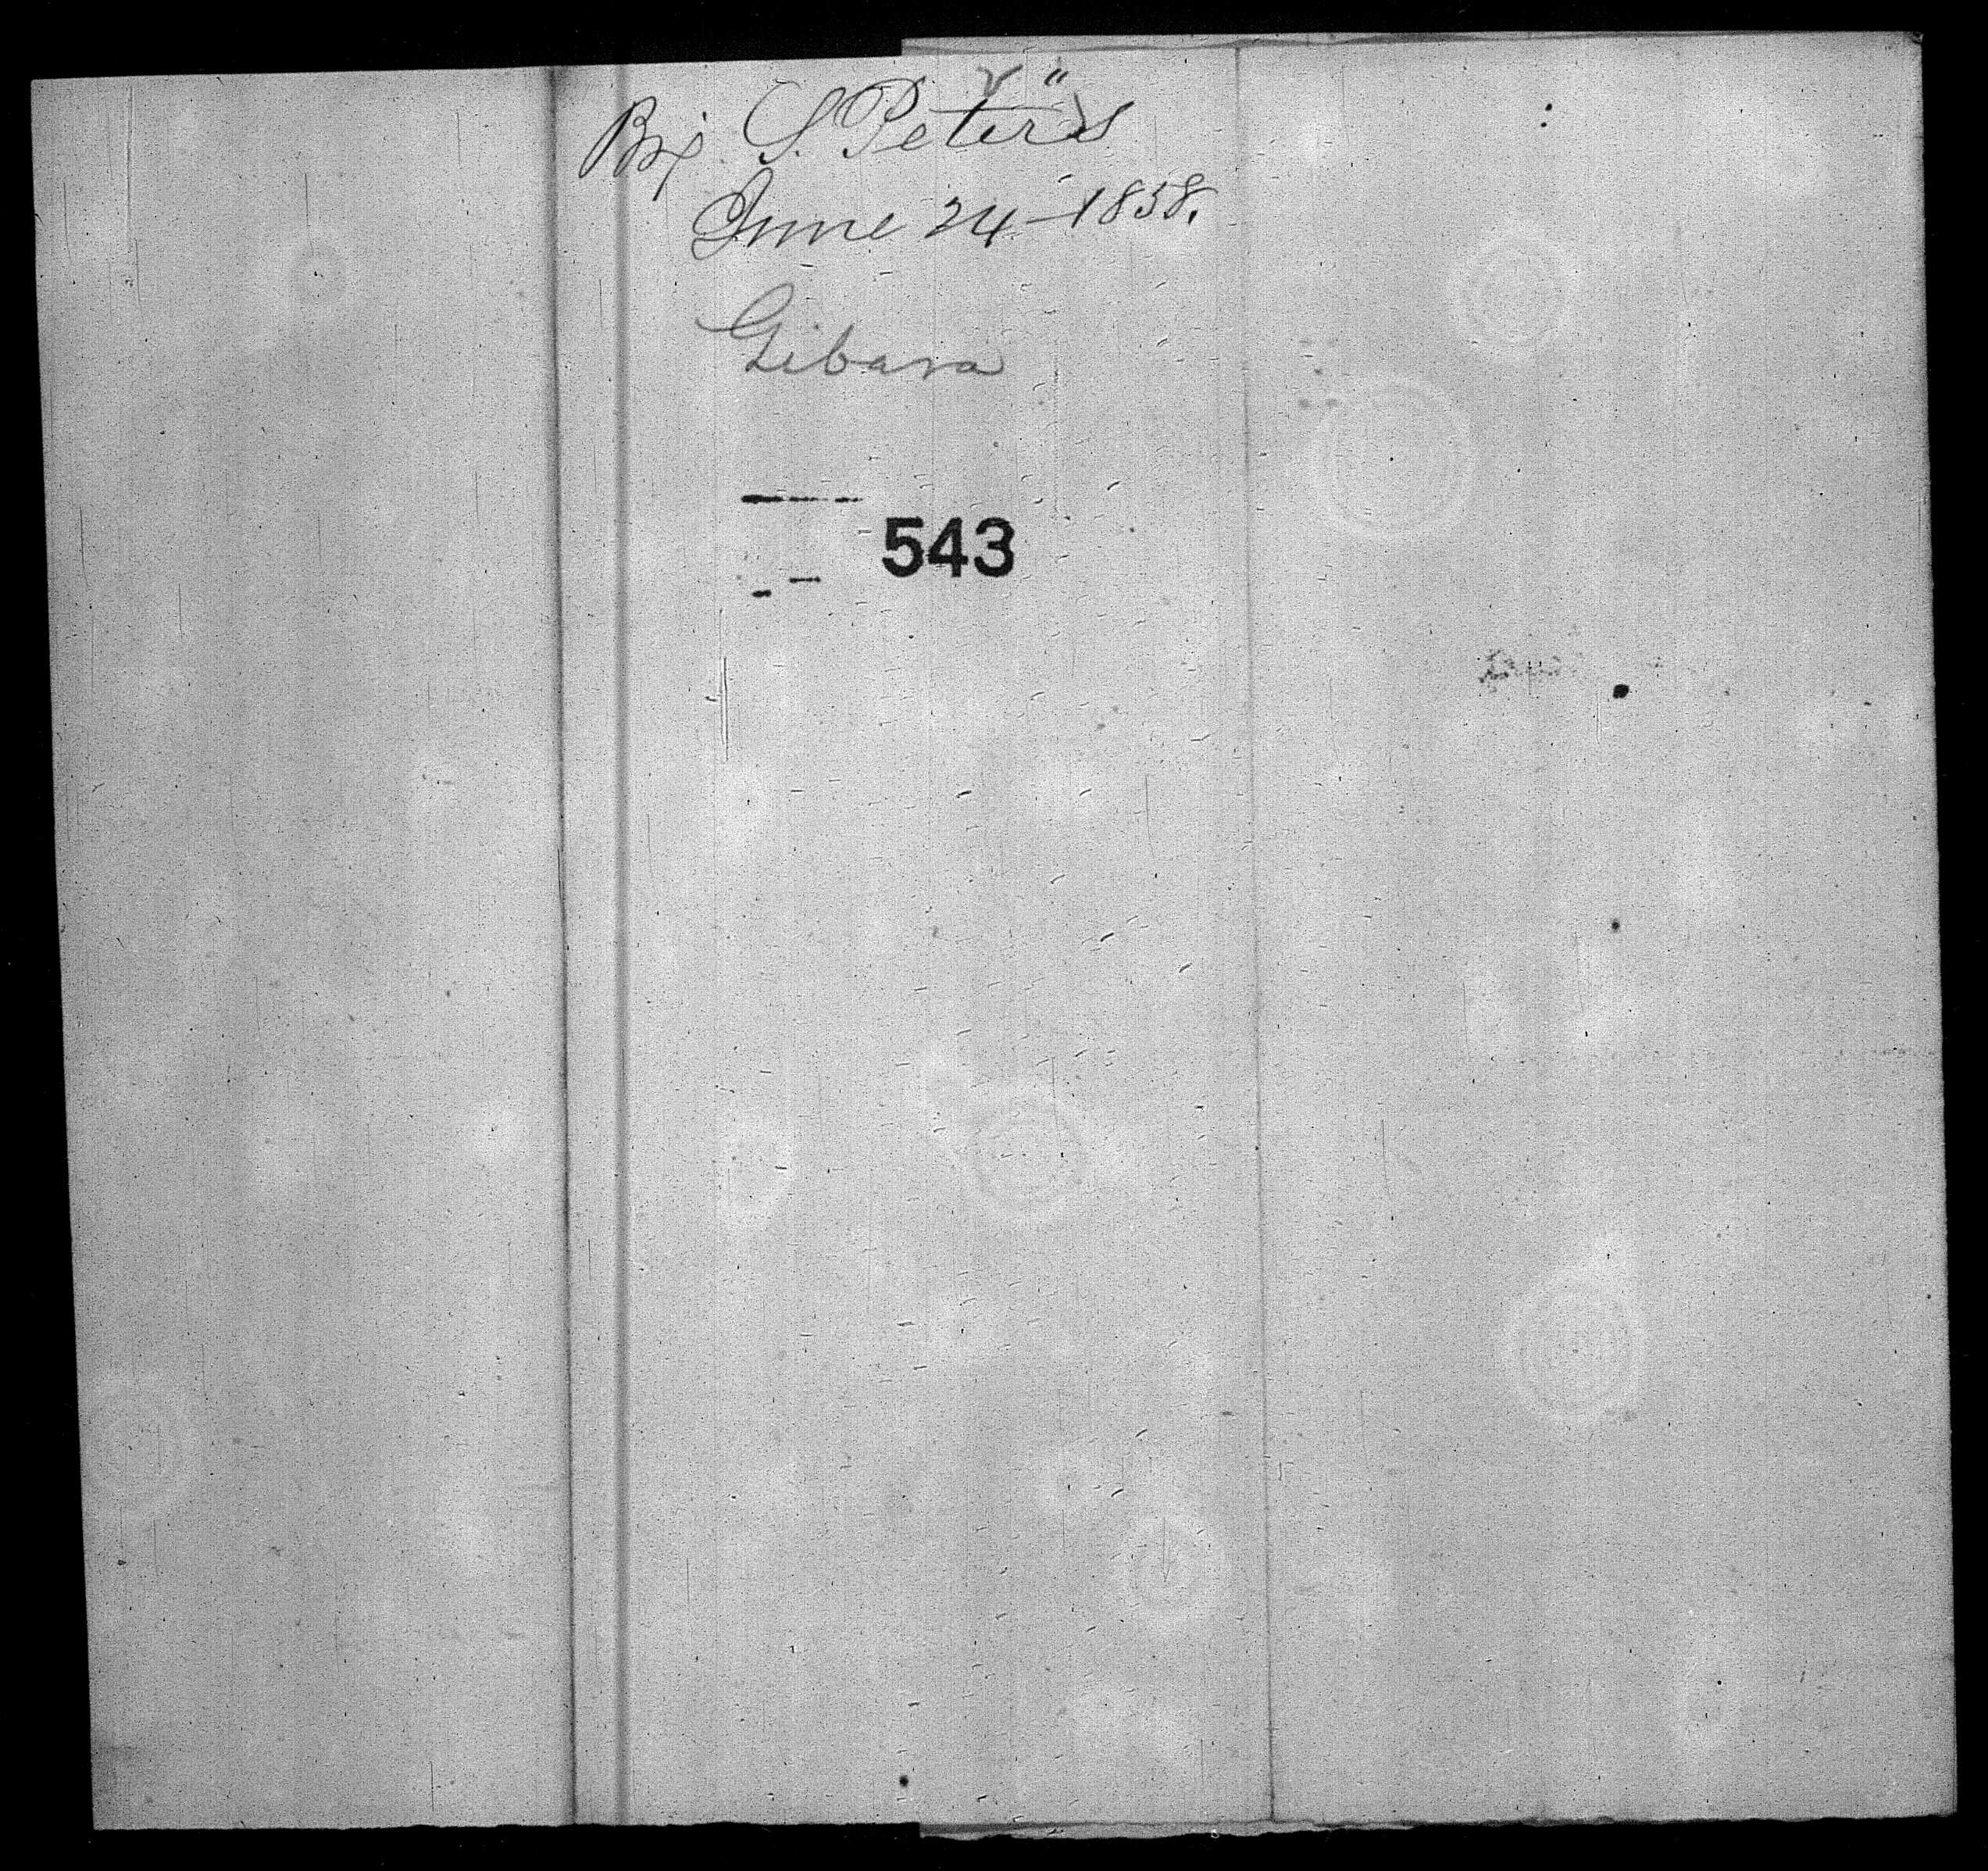 Brig. S. Peters
June 24 - 1858.
Gibara
543